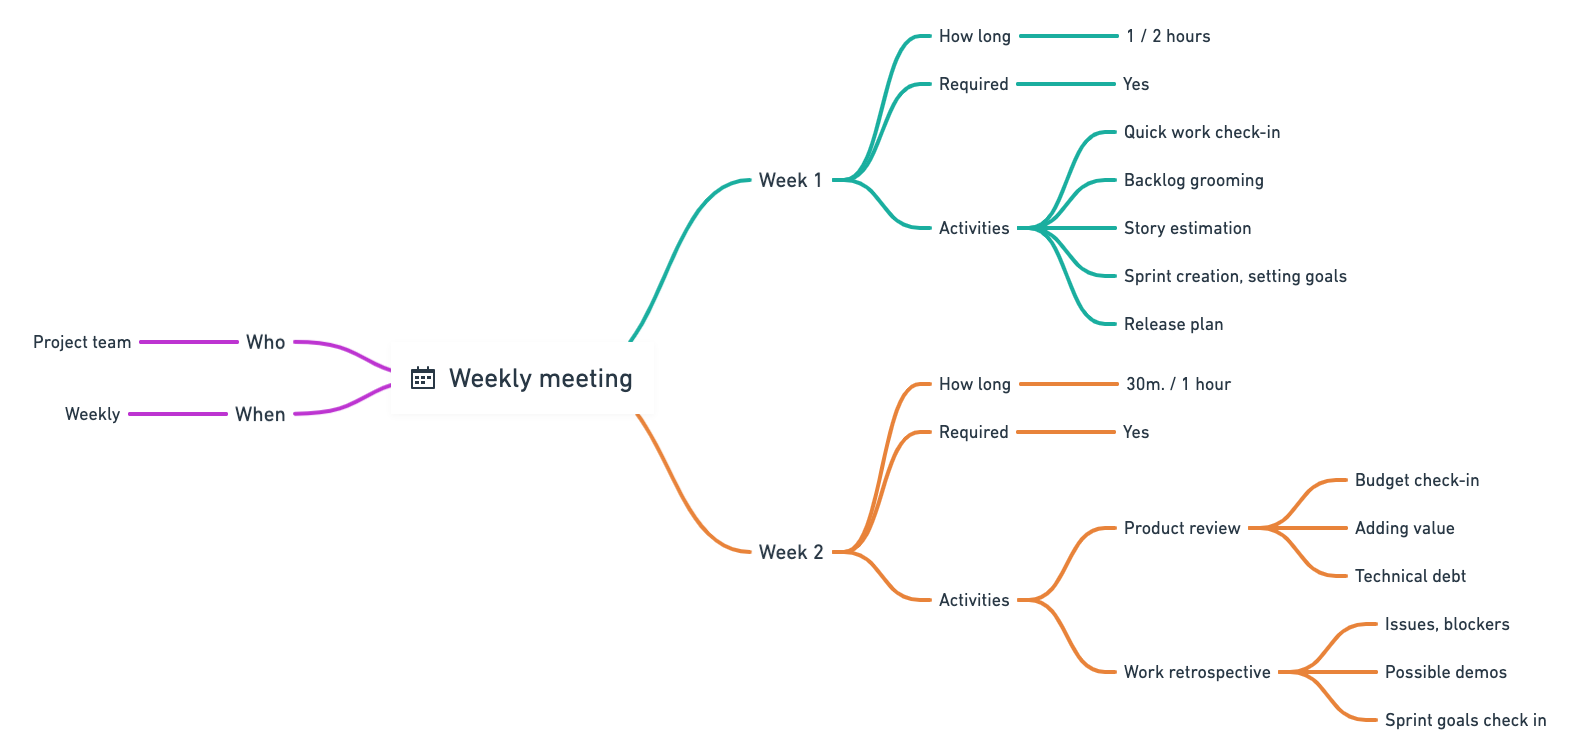 Weekly meeting
Who
Project team
When
Weekly
Week 1
How long
1 / 2 hours
Required
Yes
Activities
Quick work check-in
Backlog grooming
Story estimation
Sprint creation, setting goals
Release plan
Week 2
How long
30m. / 1 hour
Required
Yes
Activities
Product review
Budget check-in
Adding value
Technical debt
Work retrospective
Issues, blockers
Possible demos
Sprint goals check in